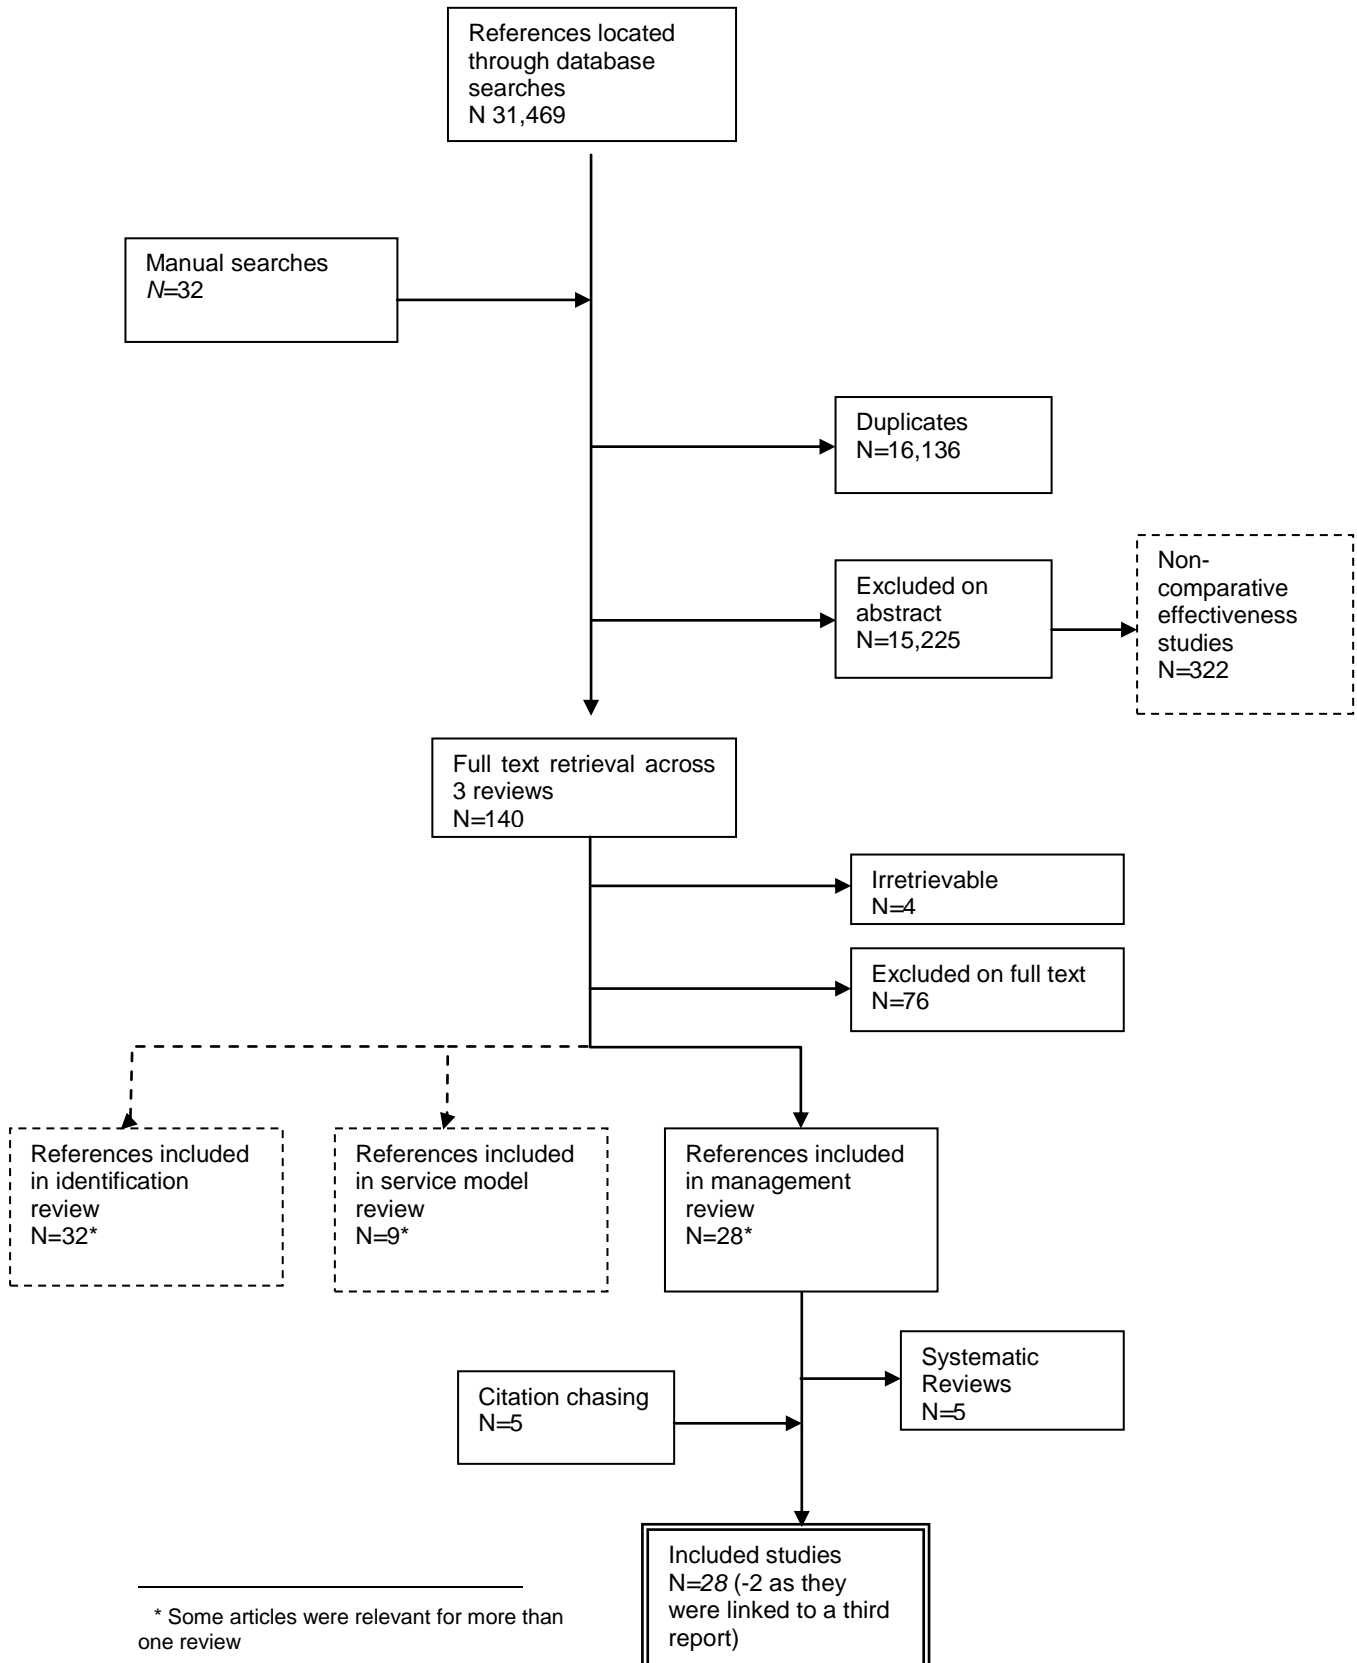 References located
through database
searches
N 31,469
Manual searches
N=32
Duplicates
N=16,136
Excluded on
abstract
N=15,225
Non-
comparative
effectiveness
studies
N=322
Full text retrieval across
3 reviews
N=140
Irretrievable
N=4
Excluded on full text
N=76
References included
in identification
review
N=32*
References included
in service model
review
N=9*
References included
in management
review
N=28*
Systematic
Reviews
N=5
Citation chasing
N=5
Included studies
N=28 (-2 as they
were linked to a third
report)
* Some articles were relevant for more than
one review